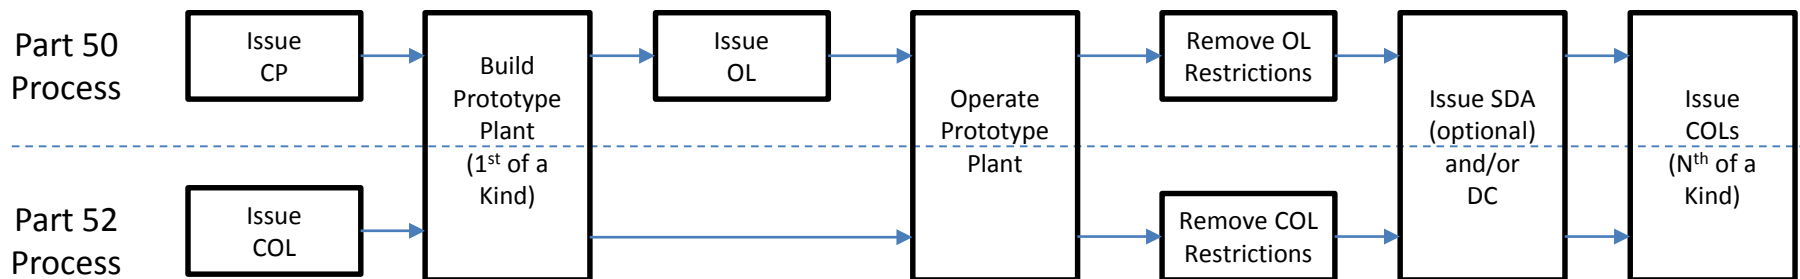 Part 50
Process
Issue
CP
Build
Prototype
Plant
(1st of a
Kind)
Issue
OL
Operate
Prototype
Plant
Remove OL
Restrictions
Issue SDA
(optional)
and/or
DC
Issue
COLs
(Nth of a
Kind)
Part 52
Process
Issue
COL
Remove COL
Restrictions